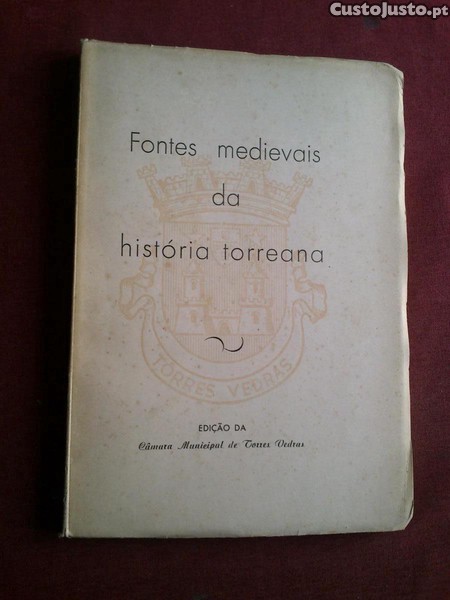 CustoJusto.pt
Fontes medievais
da
história torreana
TORRES VEDRAS
EDIÇÃO DA
Câmara Municipal de Torres Vedras